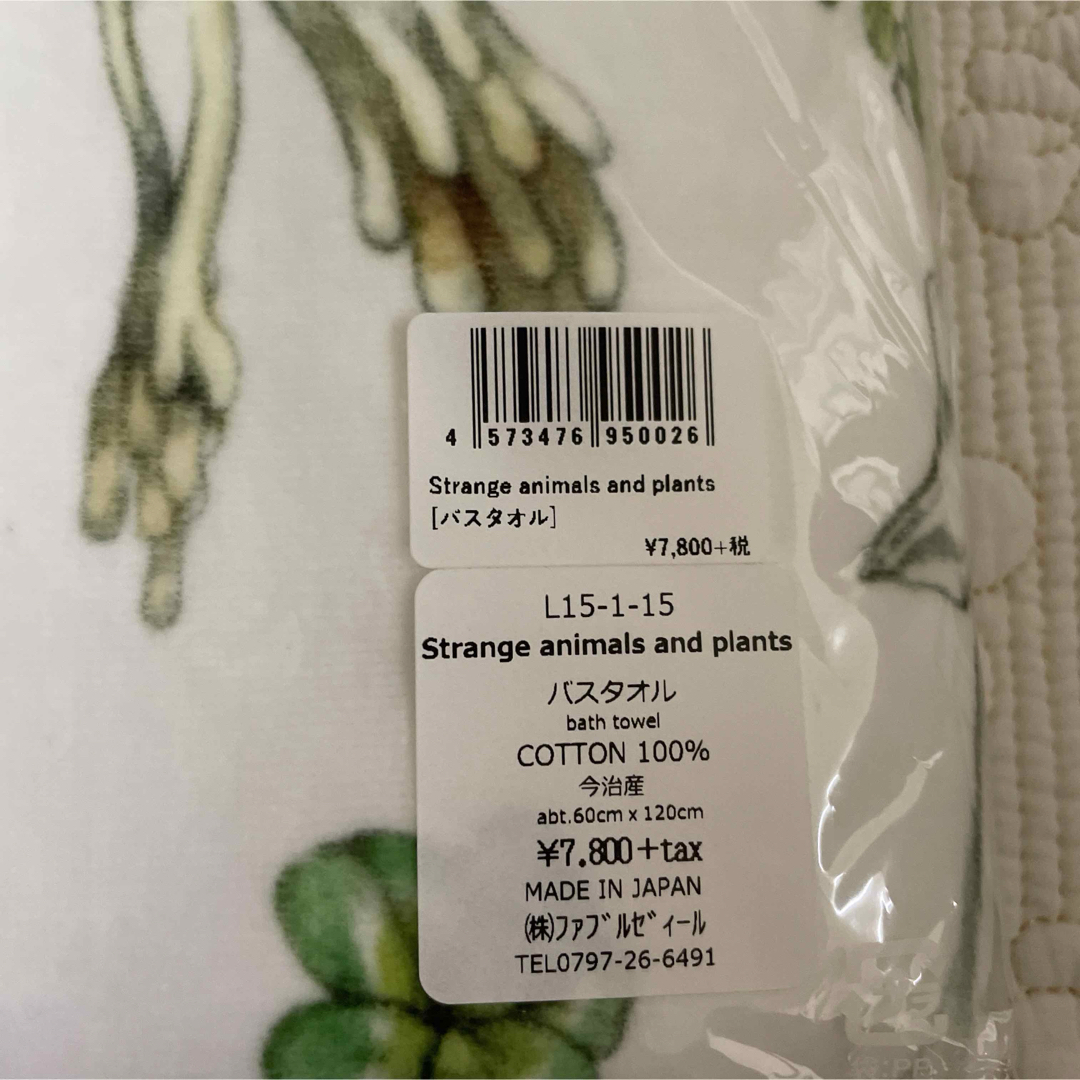 4 573476 950026
Strange animals and plants
[バスタオル]
¥7,800+税
L15-1-15
Strange animals and plants
バスタオル
bath towel
COTTON 100%
今治産
abt.60cm x 120cm
¥7.800+tax
MADE IN JAPAN
(株)ファブルゼィール
TEL0797-26-6491